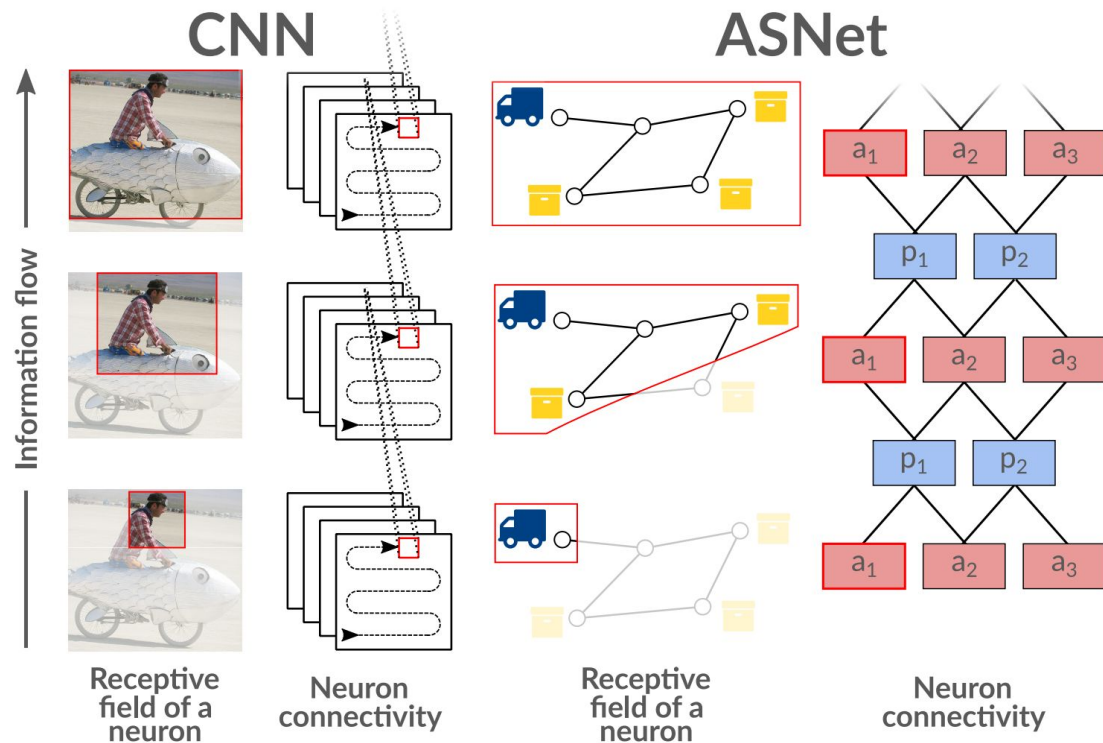 CNN
ASNet
Information flow
a₁ a₂ a₃
p₁ p₂
a₁ a₂ a₃
p₁ p₂
a₁ a₂ a₃
Receptive
field of a
neuron
Neuron
connectivity
Receptive
field of a
neuron
Neuron
connectivity